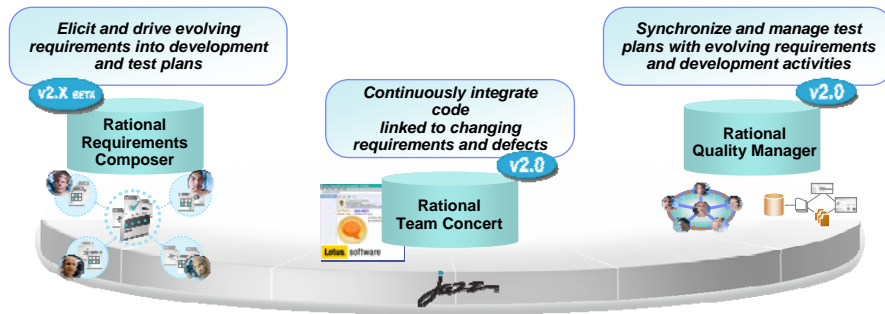 Elicit and drive evolving
requirements into development
and test plans
v2.X BETA
Rational
Requirements
Composer
Continuously integrate
code
linked to changing
requirements and defects
v2.0
Rational
Team Concert
Lotus software
Synchronize and manage test
plans with evolving requirements
and development activities
v2.0
Rational
Quality Manager
jazz